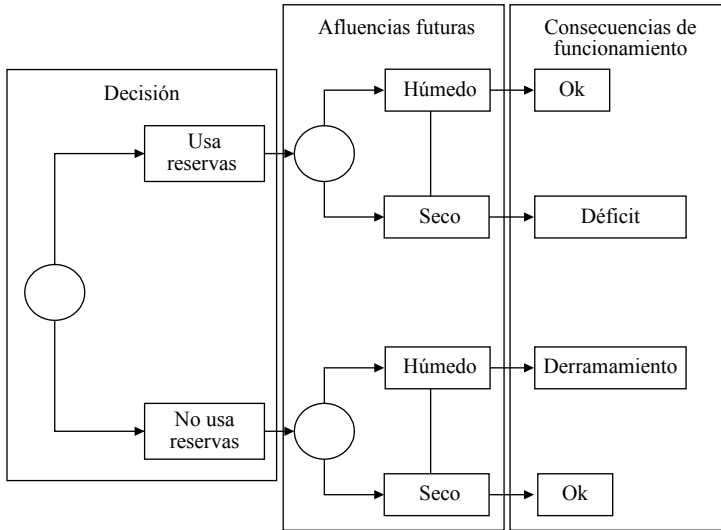 Afluencias futuras
Consecuencias de
funcionamiento
Decisión
Húmedo
Ok
Usa
reservas
Seco
Déficit
Húmedo
Derramamiento
No usa
reservas
Seco
Ok